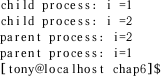 child process: i =1
child process: i =2
parent process: i=2
parent process: i=1
[tony@localhost chap6]$